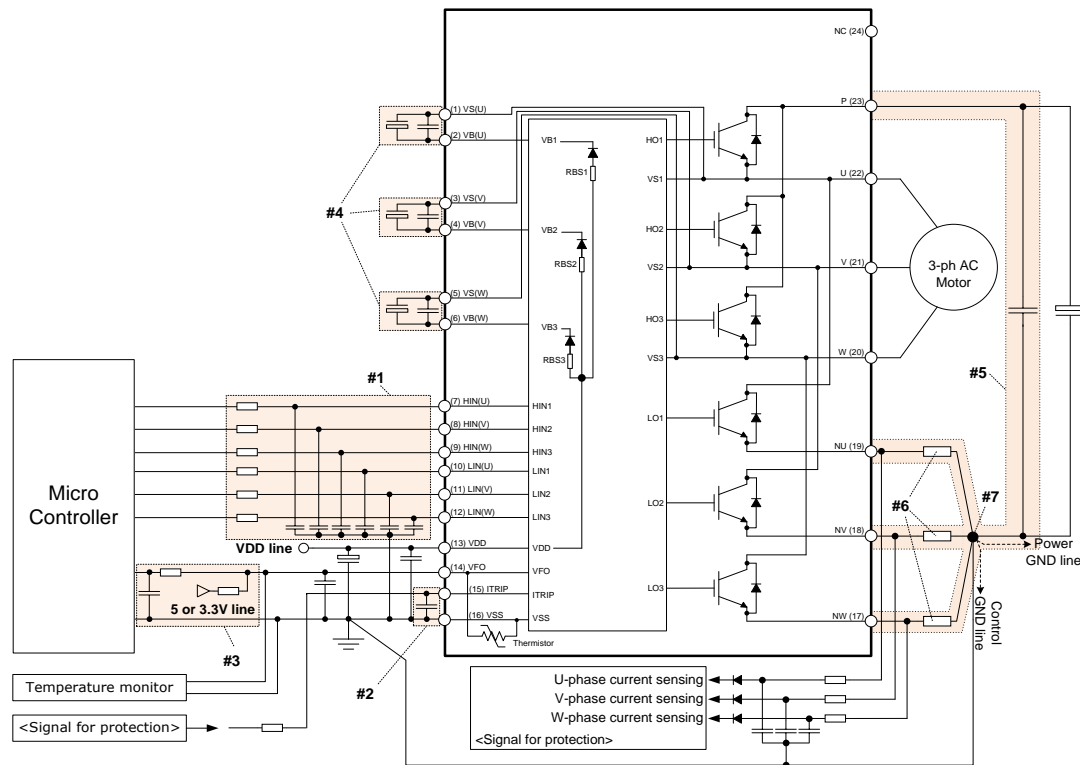 NC (24)
P (23)
U (22)
V (21)
W (20)
NU (19)
NV (18)
NW (17)
3-ph AC
Motor
(1) VS(U)
(2) VB(U)
(3) VS(V)
(4) VB(V)
(5) VS(W)
(6) VB(W)
(7) HIN(U)
(8) HIN(V)
(9) HIN(W)
(10) LIN(U)
(11) LIN(V)
(12) LIN(W)
(13) VDD
(14) VFO
(15) ITRIP
(16) VSS
VB1
RBS1
VB2
RBS2
VB3
RBS3
HIN1
HIN2
HIN3
LIN1
LIN2
LIN3
VDD
VFO
ITRIP
VSS
Thermistor
HO1
VS1
HO2
VS2
HO3
VS3
LO1
LO2
LO3
#4
#1
#5
#6
#7
#3
#2
Micro
Controller
VDD line
5 or 3.3V line
Power
GND line
Control
GND line
Temperature monitor
<Signal for protection>
U-phase current sensing
V-phase current sensing
W-phase current sensing
<Signal for protection>